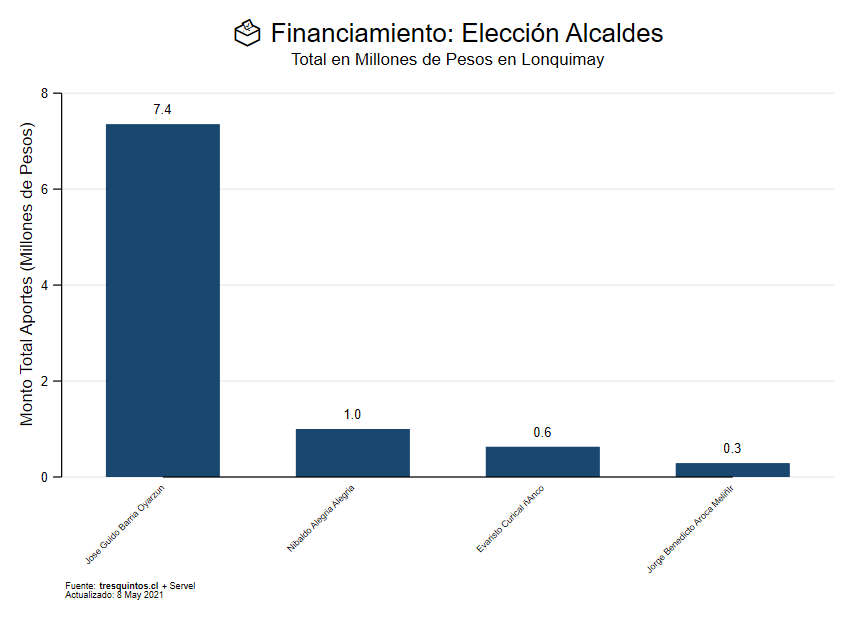 Financiamiento: Elección Alcaldes
Total en Millones de Pesos en Lonquimay
Monto Total Aportes (Millones de Pesos)
8
6
4
2
0
7.4
1.0
0.6
0.3
Jose Guido Barria Oyarzun
Nibaldo Alegria Alegria
Evaristo Curical ñAnco
Jorge Benedicto Aroca Meliñir
Fuente: tresquintos.cl + Servel
Actualizado: 8 May 2021